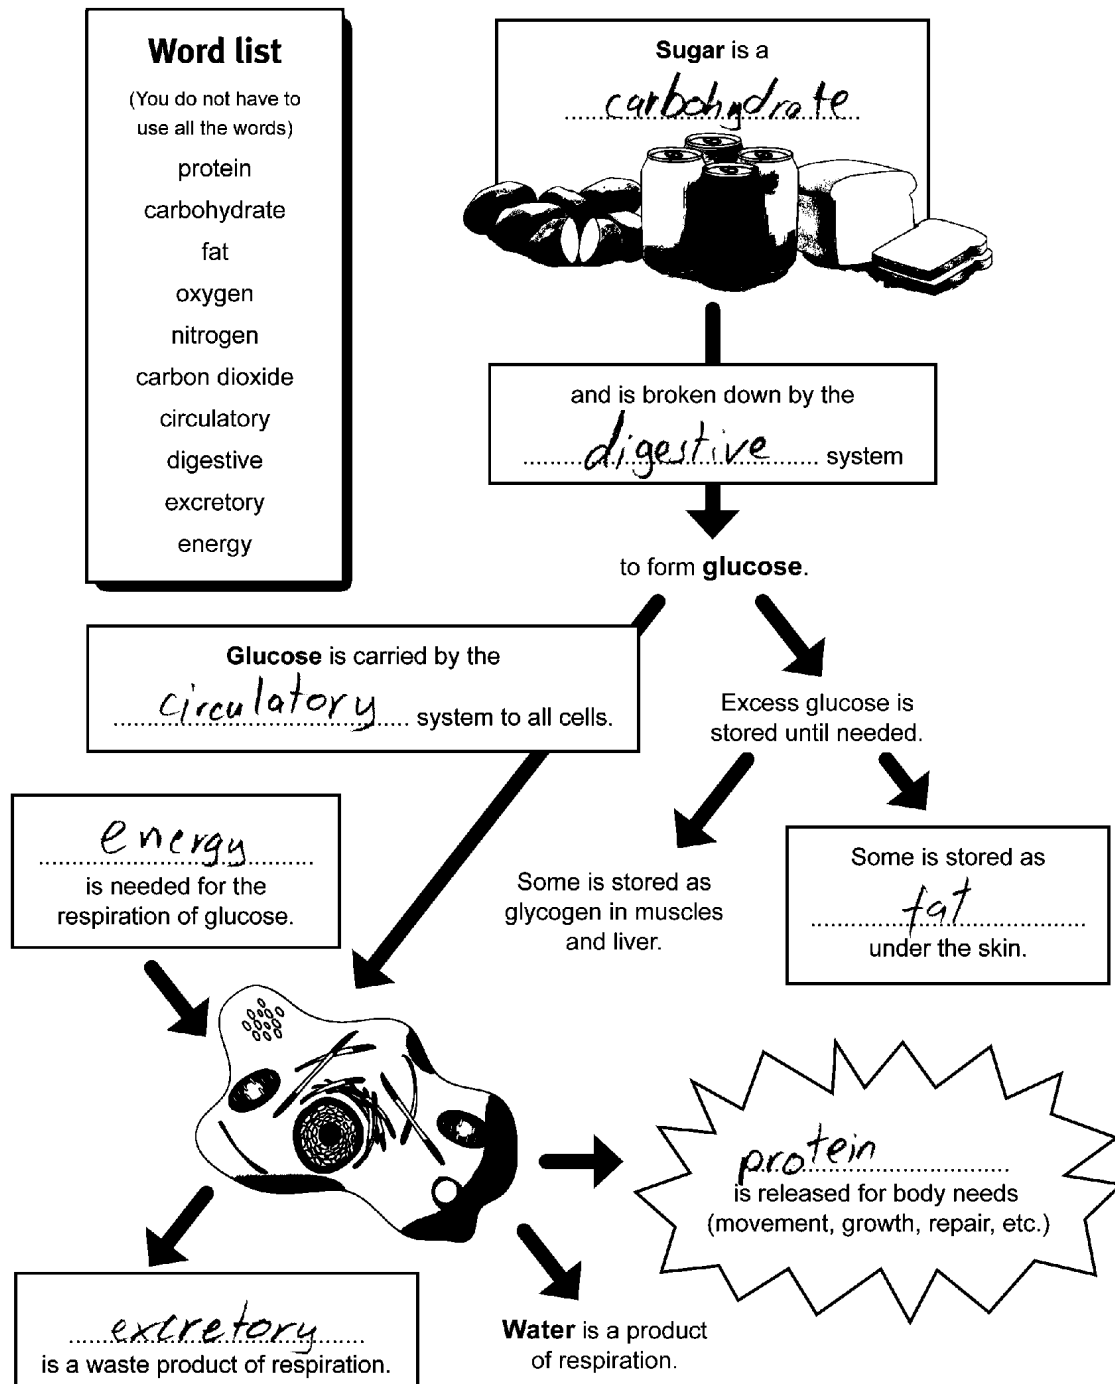 Word list
(You do not have to
use all the words)
protein
carbohydrate
fat
oxygen
nitrogen
carbon dioxide
circulatory
digestive
excretory
energy
Sugar is a
carbohydrate
and is broken down by the
digestive system
to form glucose.
Glucose is carried by the
circulatory system to all cells.
Excess glucose is
stored until needed.
energy
is needed for the
respiration of glucose.
Some is stored as
glycogen in muscles
and liver.
Some is stored as
fat
under the skin.
protein
is released for body needs
(movement, growth, repair, etc.)
excretory
is a waste product of respiration.
Water is a product
of respiration.